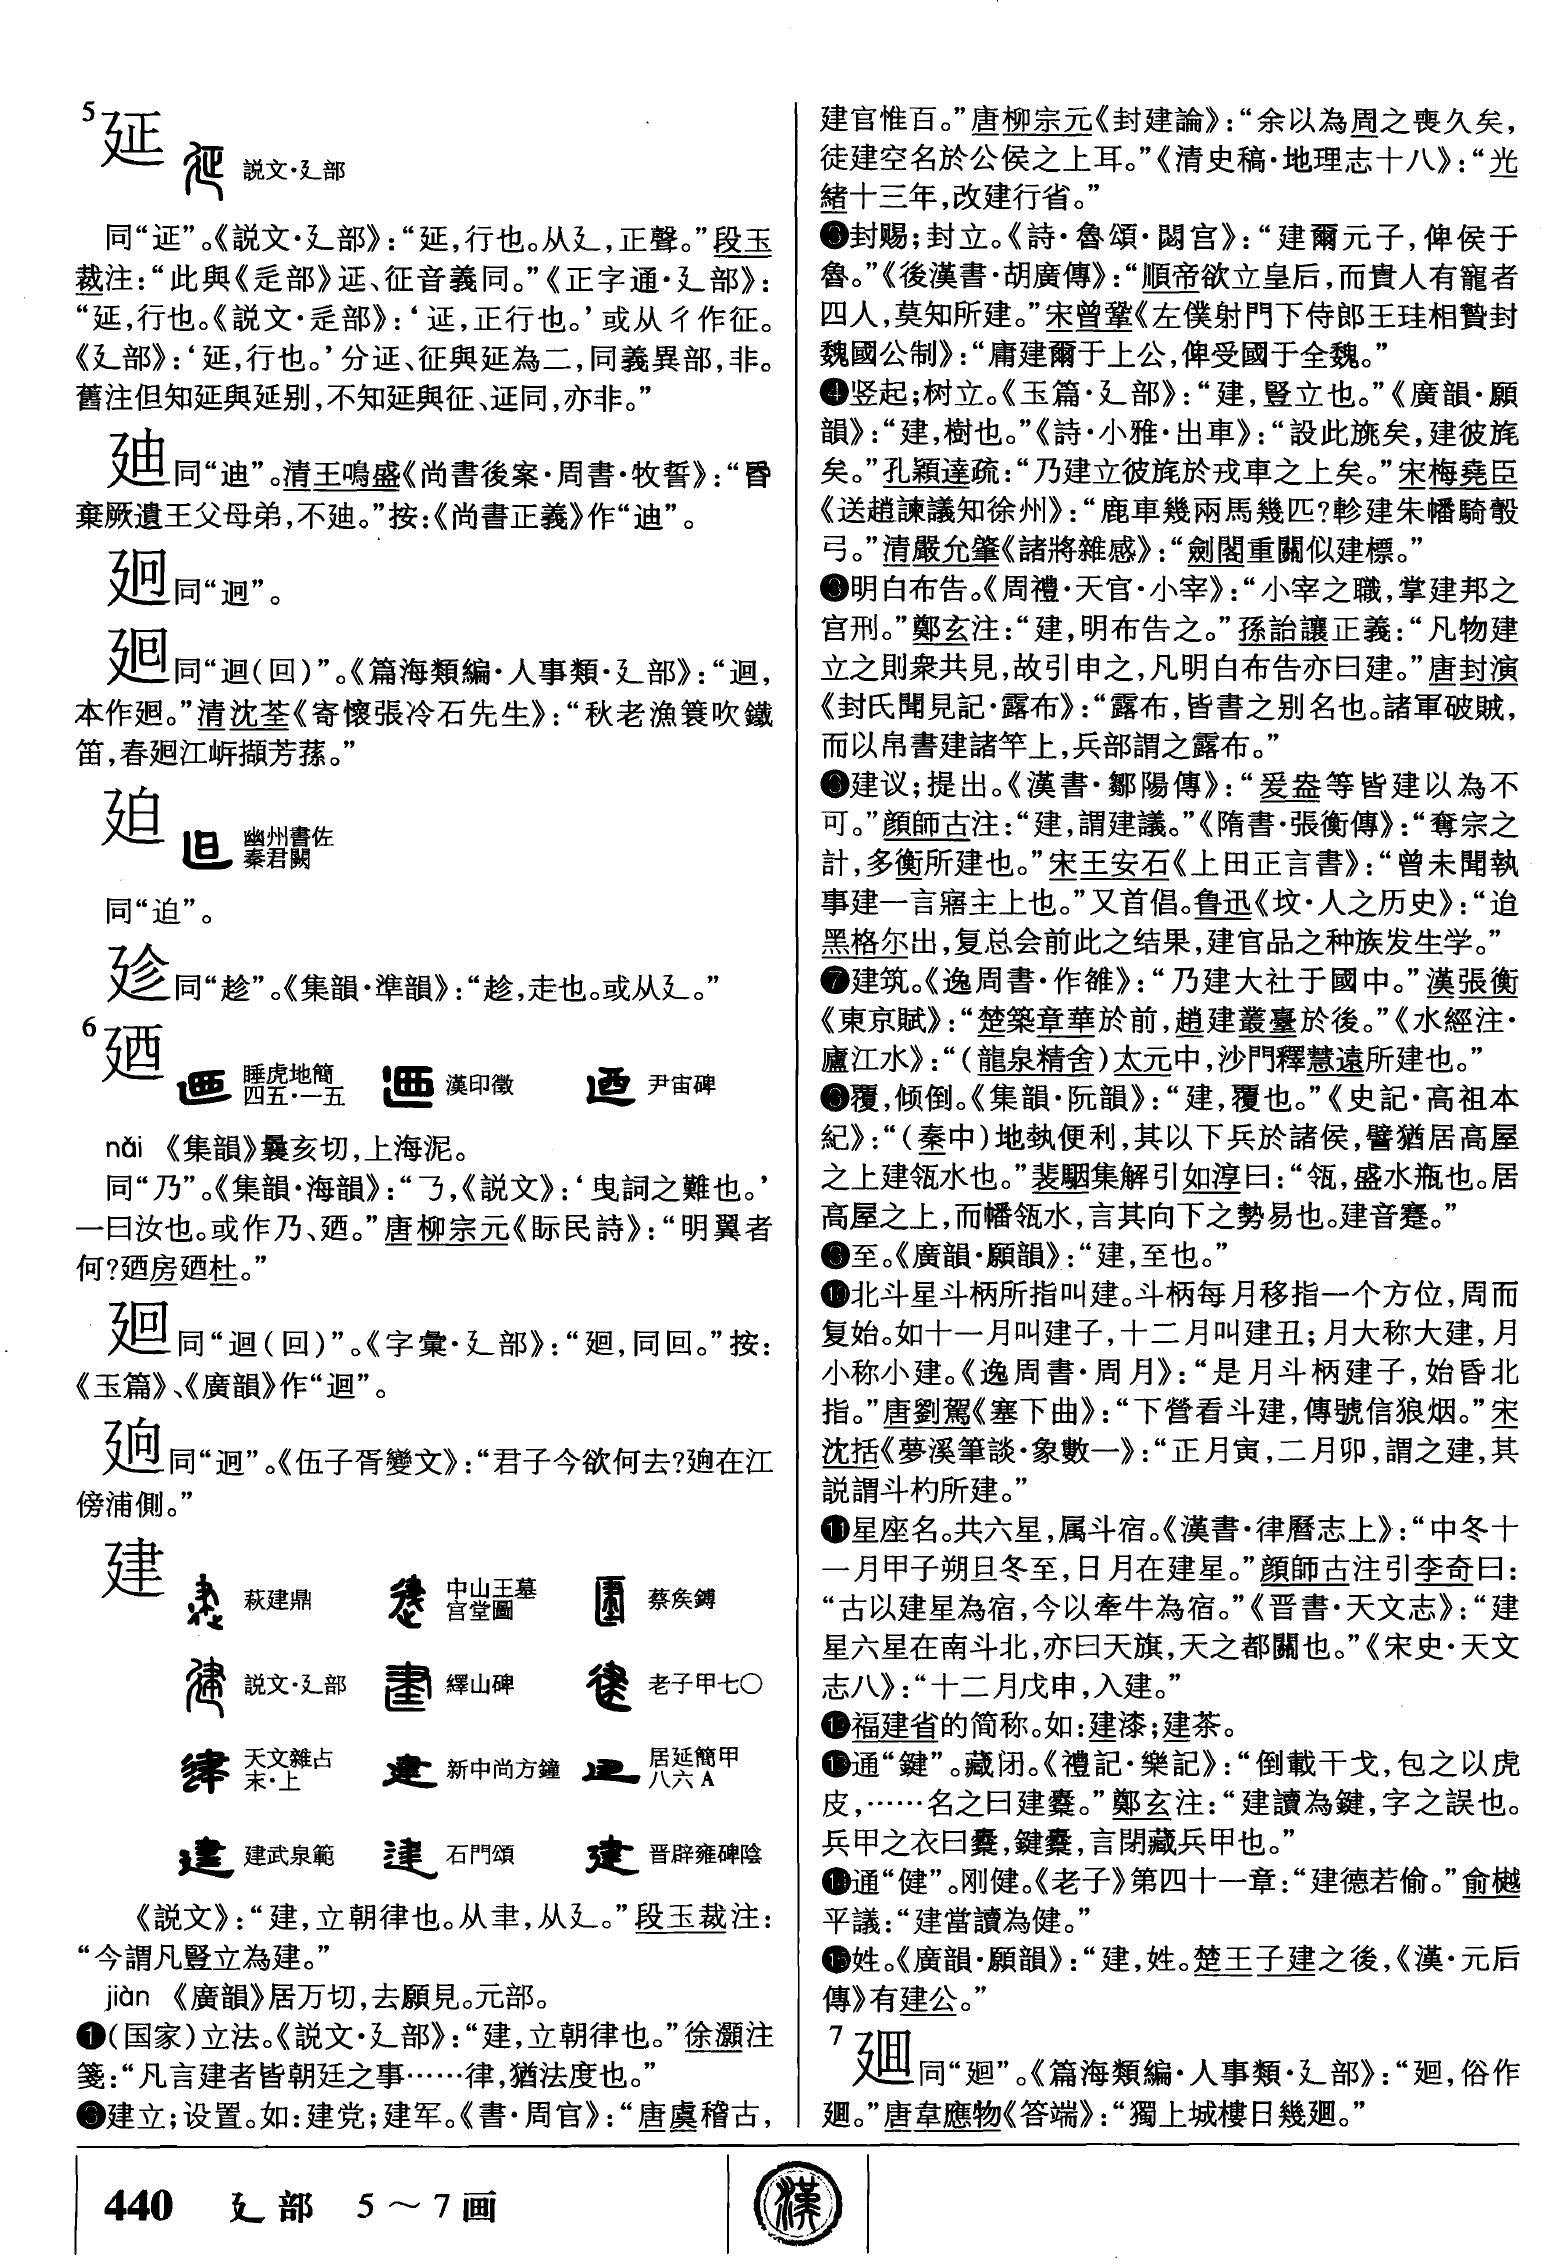 5
延 説文·廴部
同“𨒌”。《説文·廴部》:“延,行也。从廴,正聲。”段玉
裁注:“此與《辵部》𨒌、征音義同。”《正字通·廴部》:
“延,行也。《説文·辵部》:‘𨒌,正行也。’或从彳作征。
《廴部》:‘延,行也。’分𨒌、征與延為二,同義異部,非。
舊注但知延與延别,不知延與征、𨒌同,亦非。”
廸同“迪”。清王鳴盛《尚書後案·周書·牧誓》:“昬
棄厥遺王父母弟,不廸。”按:《尚書正義》作“迪”。
同“迥”。
廻同“迴(回)”。《篇海類編·人事類·廴部》:“迴,
本作廻。”清沈荃《寄懷張冷石先生》:“秋老漁簑吹鐵
笛,春廻江㟁擷芳蓀。”
廹 幽州書佐
秦君闕
同“迫”。
同“趁”。《集韻·準韻》:“趁,走也。或从廴。”
6
廼 睡虎地簡
四五·一五 漢印徵 尹宙碑
nǎi 《集韻》曩亥切,上海泥。
同“乃”。《集韻·海韻》:“𠄎,《説文》:‘曳詞之難也。’
一曰汝也。或作乃、廼。”唐柳宗元《眎民詩》:“明翼者
何?廼房廼杜。”
廽同“迴(回)”。《字彙·廴部》:“廽,同回。”按:
《玉篇》、《廣韻》作“迴”。
同“迥”。《伍子胥變文》:“君子今欲何去?在江
傍浦側。”
建 萩建鼎 中山王墓
宫堂圖 蔡矦鎛
説文·廴部 繹山碑 老子甲七〇
天文雜占
末·上 新中尚方鐘 居延簡甲
八六A
建武泉範 石門頌 晋辟雍碑陰
《説文》:“建,立朝律也。从聿,从廴。”段玉裁注:
“今謂凡豎立為建。”
jiàn 《廣韻》居万切,去願見。元部。
❶(国家)立法。《説文·廴部》:“建,立朝律也。”徐灝注
箋:“凡言建者皆朝廷之事……律,猶法度也。”
❷建立;设置。如:建党;建军。《書·周官》:“唐虞稽古,
建官惟百。”唐柳宗元《封建論》:“余以為周之喪久矣,
徒建空名於公侯之上耳。”《清史稿·地理志十八》:“光
緒十三年,改建行省。”
❸封赐;封立。《詩·魯頌·閟宫》:“建爾元子,俾侯于
魯。”《後漢書·胡廣傳》:“順帝欲立皇后,而貴人有寵者
四人,莫知所建。”宋曾鞏《左僕射門下侍郎王珪相贊封
魏國公制》:“庸建爾于上公,俾受國于全魏。”
❹竖起;树立。《玉篇·廴部》:“建,豎立也。”《廣韻·願
韻》:“建,樹也。”《詩·小雅·出車》:“設此旐矣,建彼旄
矣。”孔穎達疏:“乃建立彼旄於戎車之上矣。”宋梅堯臣
《送趙諫議知徐州》:“鹿車幾兩馬幾匹?軫建朱幡騎彀
弓。”清嚴允肇《諸將雜感》:“劍閣重關似建標。”
❺明白布告。《周禮·天官·小宰》:“小宰之職,掌建邦之
宫刑。”鄭玄注:“建,明布告之。”孫詒讓正義:“凡物建
立之則衆共見,故引申之,凡明白布告亦曰建。”唐封演
《封氏聞見記·露布》:“露布,皆書之别名也。諸軍破賊,
而以帛書建諸竿上,兵部謂之露布。”
❻建议;提出。《漢書·鄒陽傳》:“爰盎等皆建以為不
可。”顔師古注:“建,謂建議。”《隋書·張衡傳》:“奪宗之
計,多衡所建也。”宋王安石《上田正言書》:“曾未聞執
事建一言寤主上也。”又首倡。鲁迅《坟·人之历史》:“迨
黑格尔出,复总会前此之结果,建官品之种族发生学。”
❼建筑。《逸周書·作雒》:“乃建大社于國中。”漢張衡
《東京賦》:“楚築章華於前,趙建叢臺於後。”《水經注·
廬江水》:“(龍泉精舍)太元中,沙門釋慧遠所建也。”
❽覆,倾倒。《集韻·阮韻》:“建,覆也。”《史記·高祖本
紀》:“(秦中)地執便利,其以下兵於諸侯,譬猶居高屋
之上建瓴水也。”裴駰集解引如淳曰:“瓴,盛水瓶也。居
高屋之上,而幡瓴水,言其向下之勢易也。建音蹇。”
❾至。《廣韻·願韻》:“建,至也。”
❿北斗星斗柄所指叫建。斗柄每月移指一个方位,周而
复始。如十一月叫建子,十二月叫建丑;月大称大建,月
小称小建。《逸周書·周月》:“是月斗柄建子,始昏北
指。”唐劉駕《塞下曲》:“下營看斗建,傳號信狼烟。”宋
沈括《夢溪筆談·象數一》:“正月寅,二月卯,謂之建,其
説謂斗杓所建。”
⓫星座名。共六星,属斗宿。《漢書·律曆志上》:“中冬十
一月甲子朔旦冬至,日月在建星。”顔師古注引李奇曰:
“古以建星為宿,今以牽牛為宿。”《晋書·天文志》:“建
星六星在南斗北,亦曰天旗,天之都關也。”《宋史·天文
志八》:“十二月戊申,入建。”
⓬福建省的简称。如:建漆;建茶。
⓭通“鍵”。藏闭。《禮記·樂記》:“倒載干戈,包之以虎
皮,……名之曰建櫜。”鄭玄注:“建讀為鍵,字之誤也。
兵甲之衣曰櫜,鍵櫜,言閉藏兵甲也。”
⓮通“健”。刚健。《老子》第四十一章:“建德若偷。”俞樾
平議:“建當讀為健。”
⓯姓。《廣韻·願韻》:“建,姓。楚王子建之後,《漢·元后
傳》有建公。”
7
同“廻”。《篇海類編·人事類·廴部》:“廻,俗作
。”唐韋應物《答端》:“獨上城樓日幾。”
440 廴部 5～7画 漢